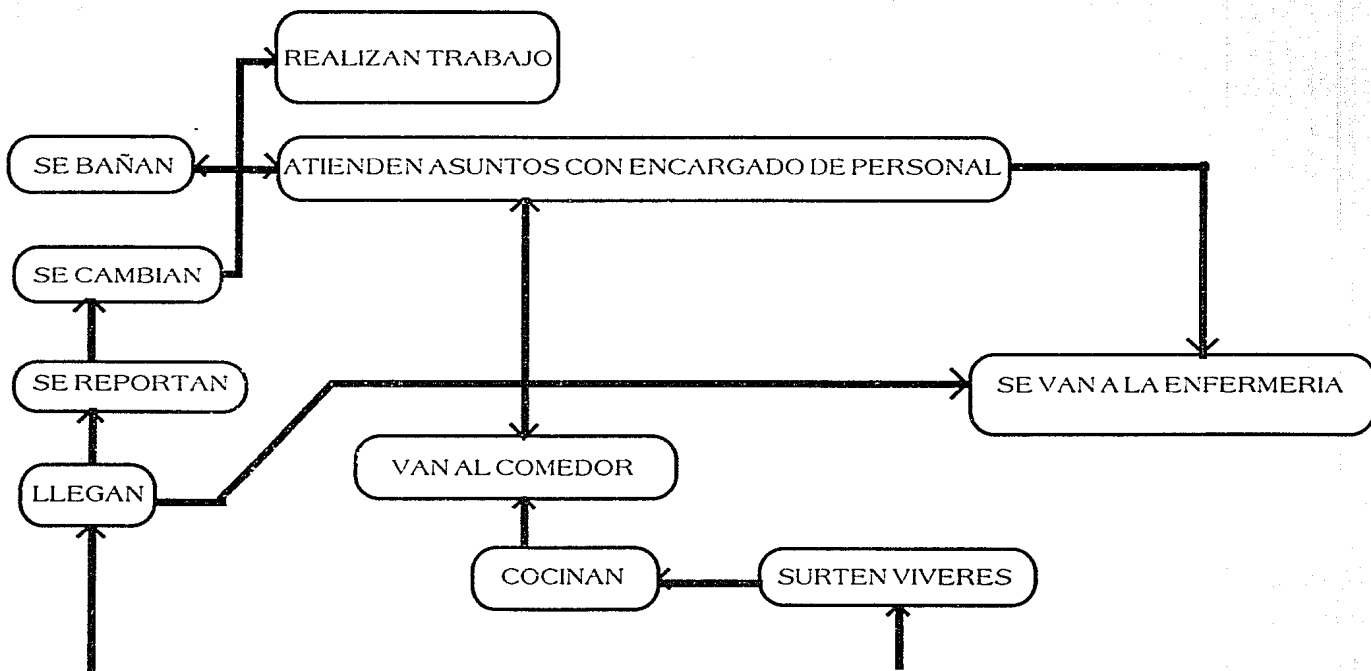 REALIZAN TRABAJO
SE BAÑAN
ATIENDEN ASUNTOS CON ENCARGADO DE PERSONAL
SE CAMBIAN
SE REPORTAN
SE VAN A LA ENFERMERIA
VAN AL COMEDOR
LLEGAN
COCINAN
SURTEN VIVERES